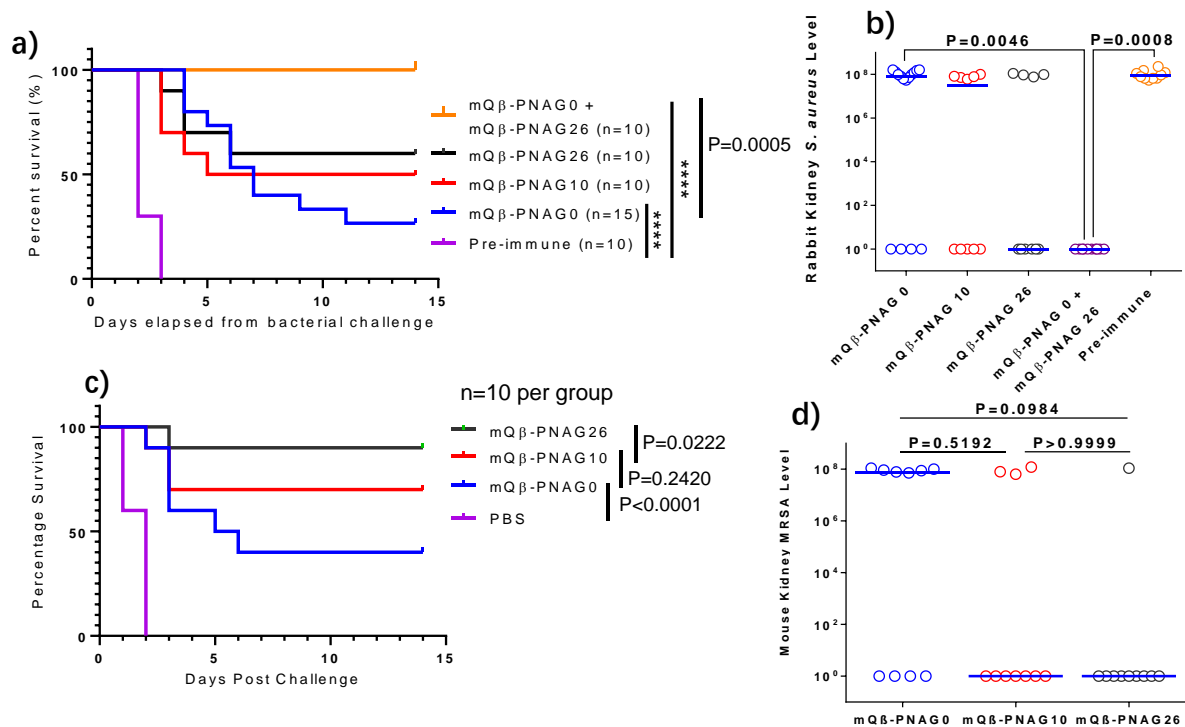 a)
Percent survival (%)
100
50
0
0 5 10 15
Days elapsed from bacterial challenge
mQβ-PNAG0 +
mQβ-PNAG26 (n=10)
mQβ-PNAG26 (n=10)
mQβ-PNAG10 (n=10)
mQβ-PNAG0 (n=15)
Pre-immune (n=10)
****
****
P=0.0005
b)
P=0.0046 P=0.0008
Rabbit Kidney S. aureus Level
10⁸
10⁶
10⁴
10²
10⁰
mQβ-PNAG 0
mQβ-PNAG 10
mQβ-PNAG 26
mQβ-PNAG 0 +
mQβ-PNAG 26
Pre-immune
c)
n=10 per group
Percentage Survival
100
50
0
0 5 10 15
Days Post Challenge
mQβ-PNAG26
mQβ-PNAG10
mQβ-PNAG0
PBS
P=0.0222
P=0.2420
P<0.0001
d)
P=0.0984
P=0.5192 P>0.9999
Mouse Kidney MRSA Level
10⁸
10⁶
10⁴
10²
10⁰
mQβ-PNAG0 mQβ-PNAG10 mQβ-PNAG26